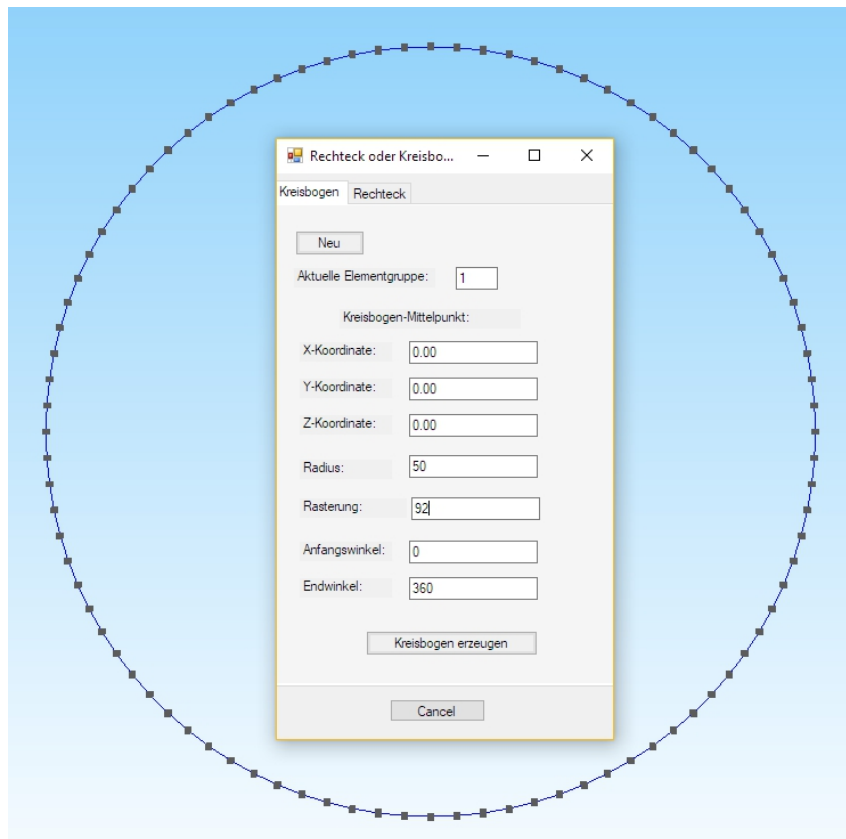 Rechteck oder Kreisbo...
Kreisbogen Rechteck
Neu
Aktuelle Elementgruppe: 1
Kreisbogen-Mittelpunkt:
X-Koordinate: 0.00
Y-Koordinate: 0.00
Z-Koordinate: 0.00
Radius: 50
Rasterung: 92
Anfangswinkel: 0
Endwinkel: 360
Kreisbogen erzeugen
Cancel